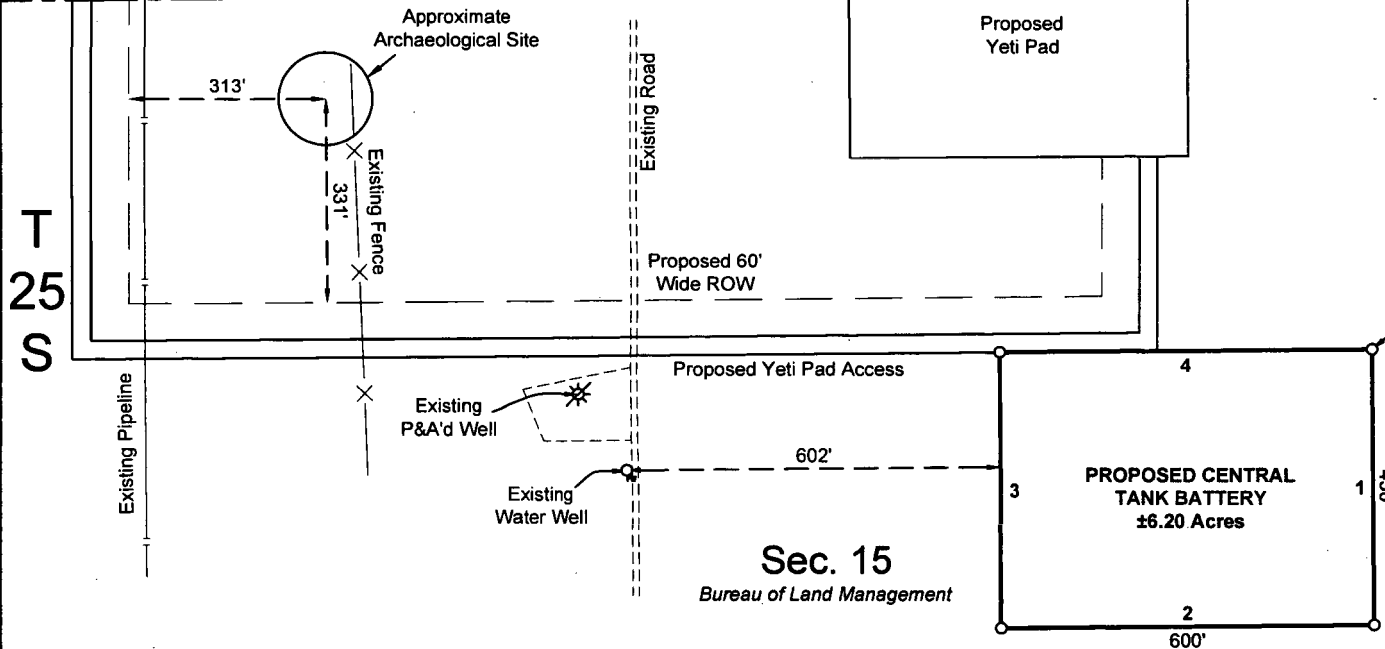 Approximate
Archaeological Site
Proposed
Yeti Pad
313'
Existing Road
Existing Fence
331'
T
25
S
Proposed 60'
Wide ROW
Proposed Yeti Pad Access
4
Existing Pipeline
Existing
P&A'd Well
602'
Existing
Water Well
3
PROPOSED CENTRAL
TANK BATTERY
±6.20 Acres
1
Sec. 15
Bureau of Land Management
2
600'